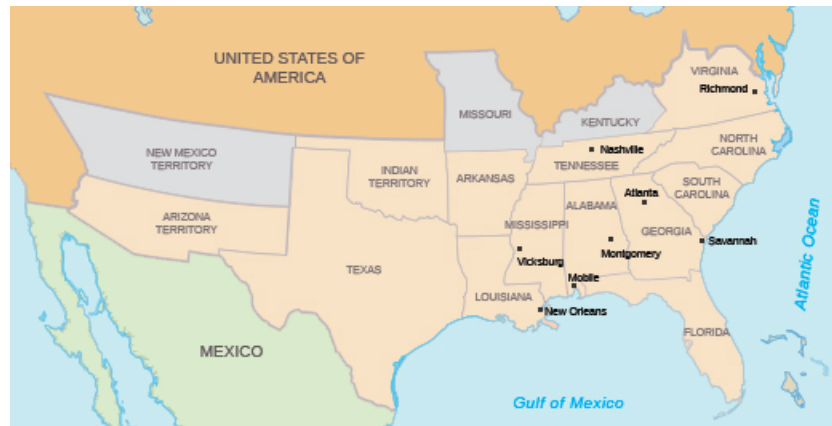 UNITED STATES OF
AMERICA
VIRGINIA
Richmond
MISSOURI
KENTUCKY
NEW MEXICO
TERRITORY
Nashville
NORTH
CAROLINA
INDIAN
TERRITORY
ARKANSAS
TENNESSEE
SOUTH
CAROLINA
Atlanta
ARIZONA
TERRITORY
ALABAMA
MISSISSIPPI
GEORGIA
Savannah
Atlantic Ocean
Montgomery
Vicksburg
TEXAS
Mobile
LOUISIANA
New Orleans
FLORIDA
MEXICO
Gulf of Mexico